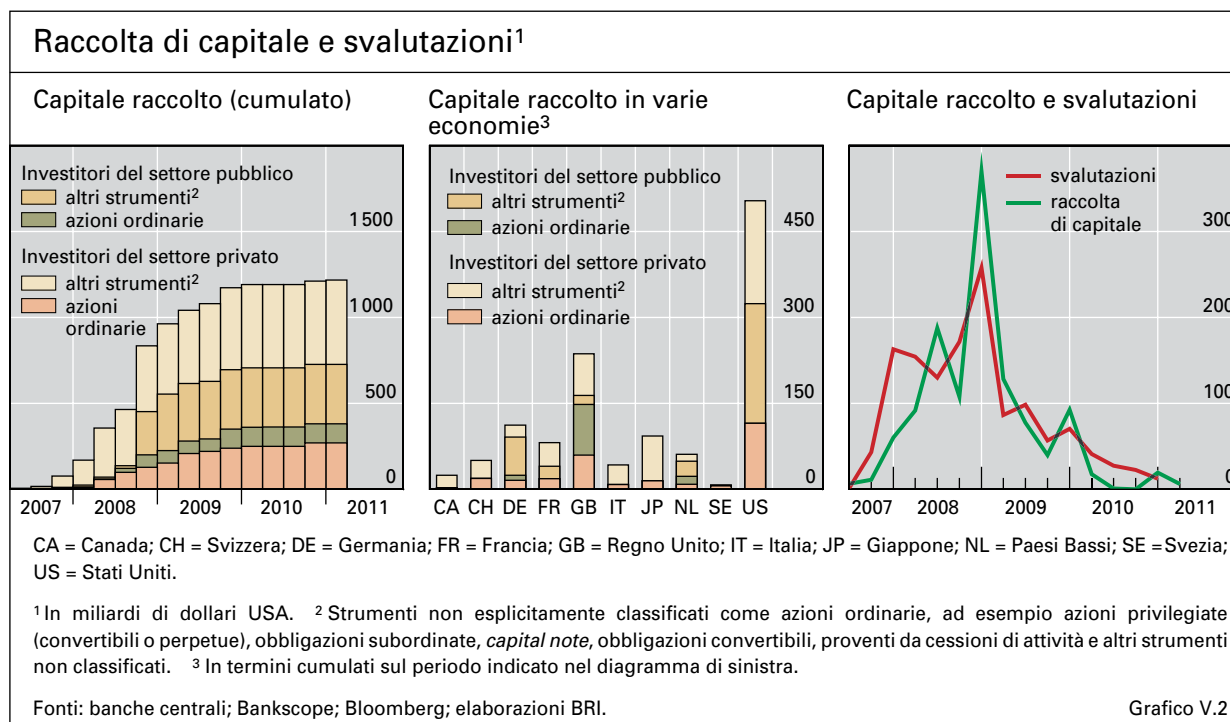 Raccolta di capitale e svalutazioni¹
Capitale raccolto (cumulato)
Investitori del settore pubblico
altri strumenti²
azioni ordinarie
Investitori del settore privato
altri strumenti²
azioni
ordinarie
1 500
1 000
500
0
2007 2008 2009 2010 2011
Capitale raccolto in varie
economie³
Investitori del settore pubblico
altri strumenti²
azioni ordinarie
Investitori del settore privato
altri strumenti²
azioni ordinarie
450
300
150
0
CA CH DE FR GB IT JP NL SE US
Capitale raccolto e svalutazioni
svalutazioni
raccolta
di capitale
300
200
100
0
2007 2008 2009 2010 2011
CA = Canada; CH = Svizzera; DE = Germania; FR = Francia; GB = Regno Unito; IT = Italia; JP = Giappone; NL = Paesi Bassi; SE =Svezia;
US = Stati Uniti.
¹ In miliardi di dollari USA. ² Strumenti non esplicitamente classificati come azioni ordinarie, ad esempio azioni privilegiate
(convertibili o perpetue), obbligazioni subordinate, capital note, obbligazioni convertibili, proventi da cessioni di attività e altri strumenti
non classificati. ³ In termini cumulati sul periodo indicato nel diagramma di sinistra.
Fonti: banche centrali; Bankscope; Bloomberg; elaborazioni BRI. Grafico V.2